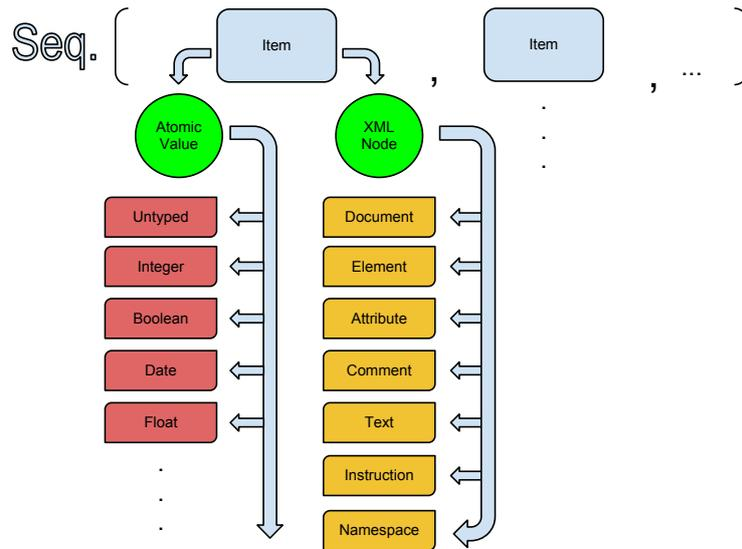 Seq. ( Item , Item , ... )
Atomic
Value
XML
Node
Untyped
Integer
Boolean
Date
Float
Document
Element
Attribute
Comment
Text
Instruction
Namespace